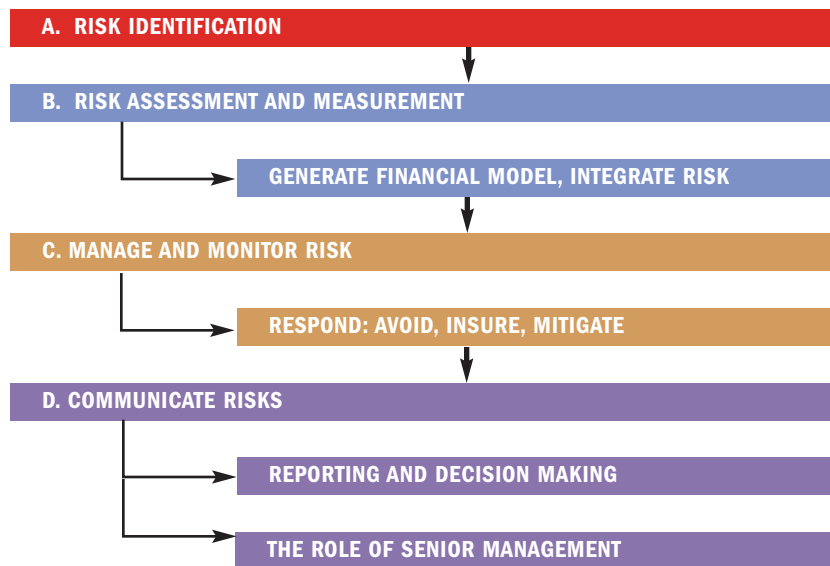 A. RISK IDENTIFICATION
B. RISK ASSESSMENT AND MEASUREMENT
GENERATE FINANCIAL MODEL, INTEGRATE RISK
C. MANAGE AND MONITOR RISK
RESPOND: AVOID, INSURE, MITIGATE
D. COMMUNICATE RISKS
REPORTING AND DECISION MAKING
THE ROLE OF SENIOR MANAGEMENT